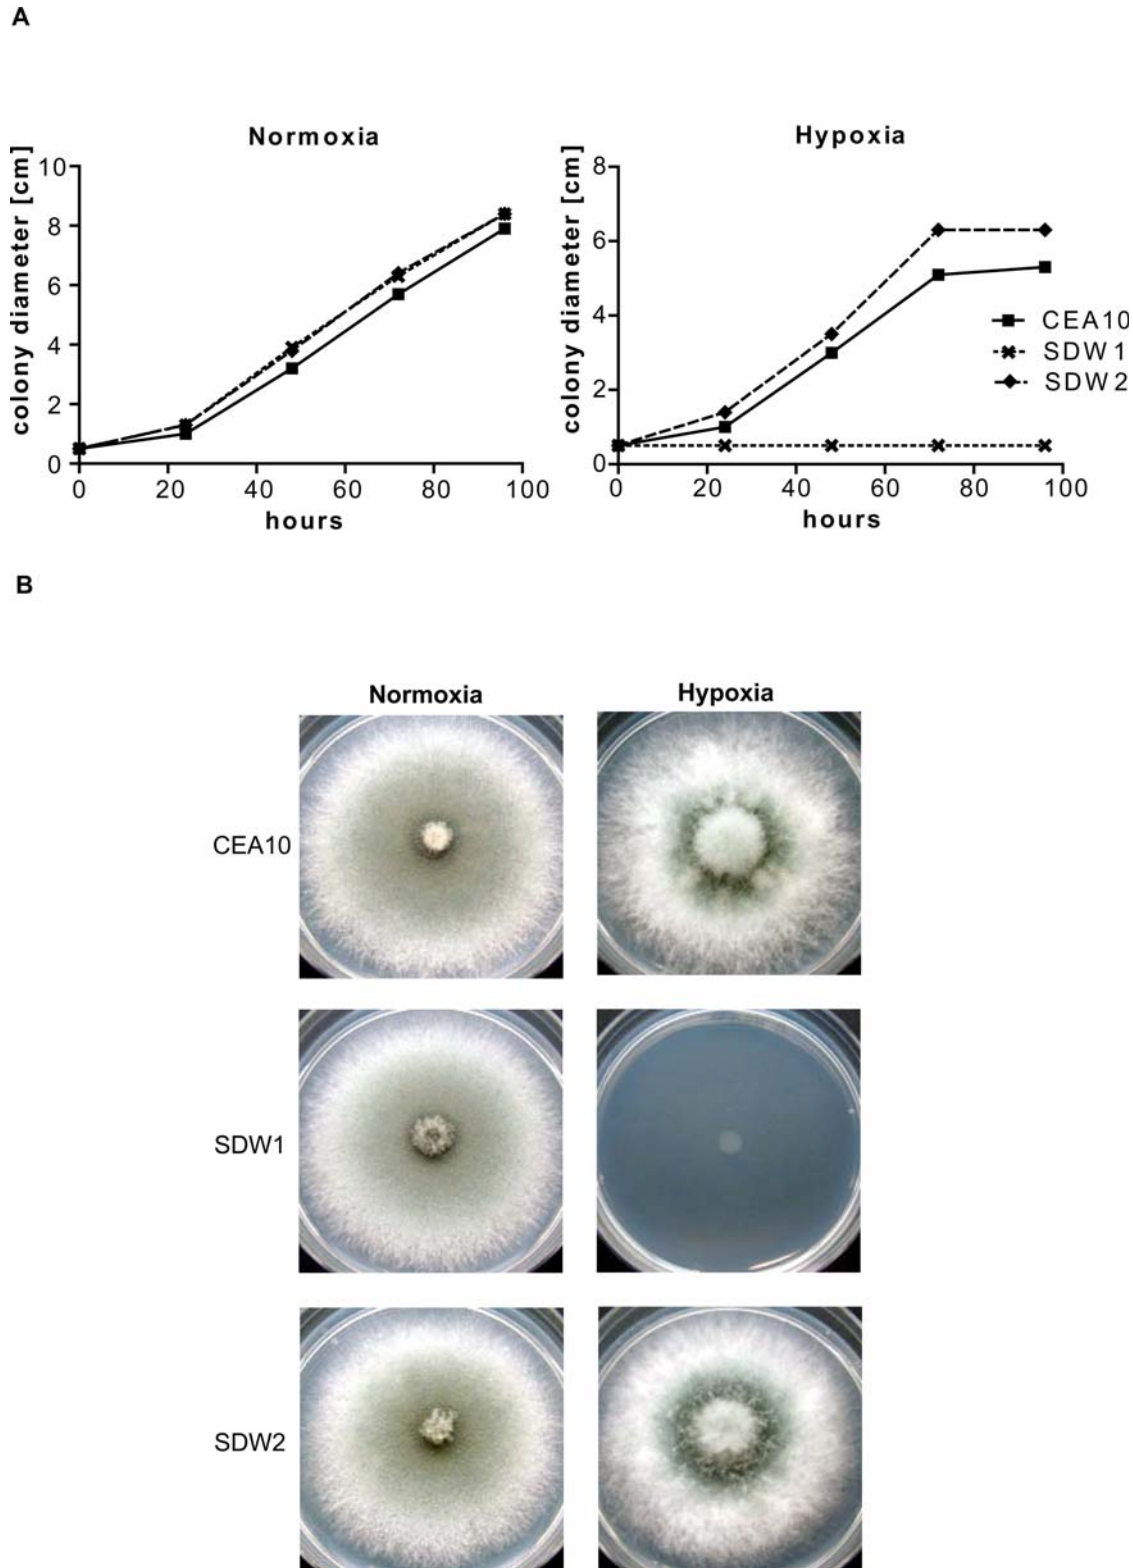 A
Normoxia
colony diameter [cm]
10
8
6
4
2
0
0 20 40 60 80 100
hours
Hypoxia
colony diameter [cm]
8
6
4
2
0
0 20 40 60 80 100
hours
CEA10
SDW1
SDW2
B
Normoxia Hypoxia
CEA10
SDW1
SDW2